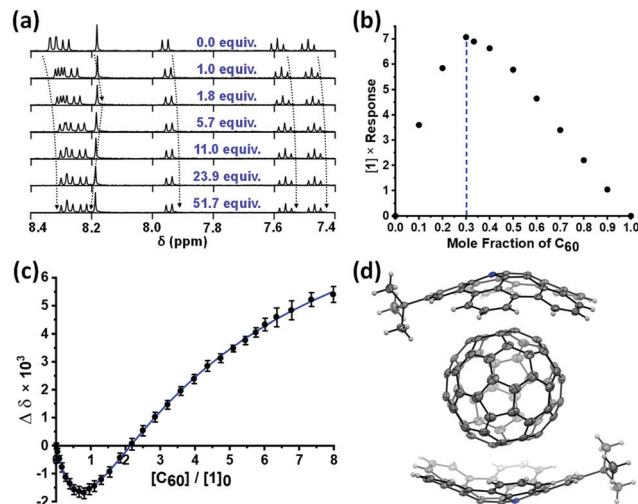 (a)
0.0 equiv.
1.0 equiv.
1.8 equiv.
5.7 equiv.
11.0 equiv.
23.9 equiv.
51.7 equiv.
8.4 8.2 8.0 7.8 7.6 7.4
δ (ppm)
(b)
[1] × Response
7
6
5
4
3
2
1
0
0.0 0.1 0.2 0.3 0.4 0.5 0.6 0.7 0.8 0.9 1.0
Mole Fraction of C60
(c)
Δ δ × 10³
6
5
4
3
2
1
0
-1
-2
0 1 2 3 4 5 6 7 8
[C60] / [1]0
(d)